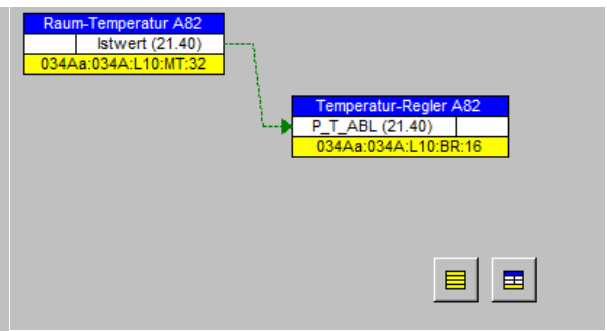 Raum-Temperatur A82
Istwert (21.40)
034Aa:034A:L10:MT:32
Temperatur-Regler A82
P_T_ABL (21.40)
034Aa:034A:L10:BR:16